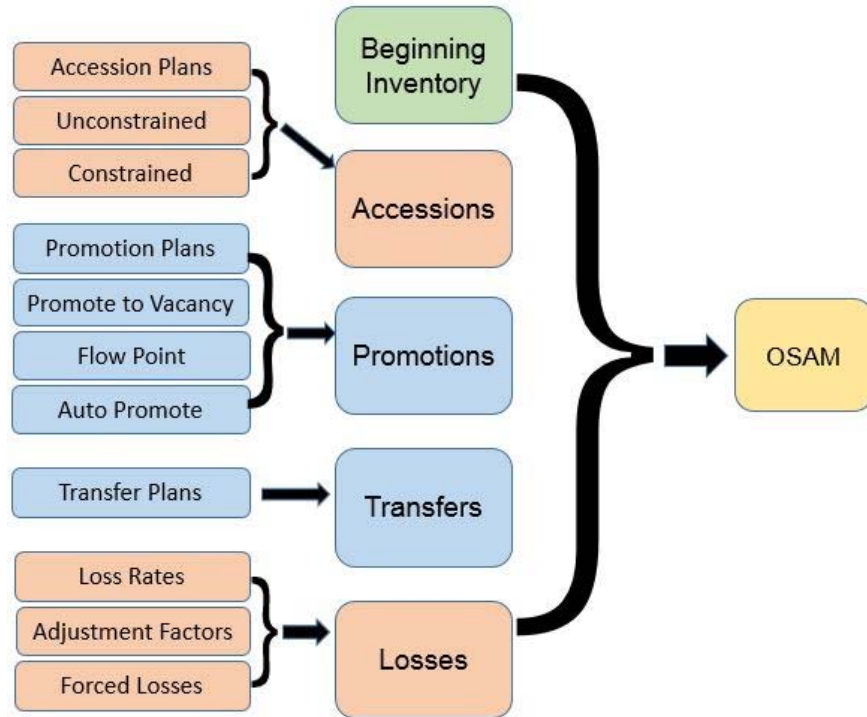 Accession Plans
Unconstrained
Constrained
Promotion Plans
Promote to Vacancy
Flow Point
Auto Promote
Transfer Plans
Loss Rates
Adjustment Factors
Forced Losses
Beginning
Inventory
Accessions
Promotions
Transfers
Losses
OSAM